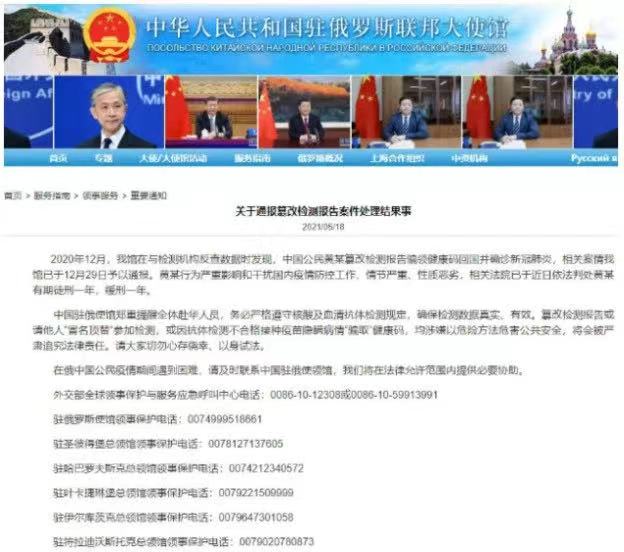 中华人民共和国驻俄罗斯联邦大使馆
ПОСОЛЬСТВО КИТАЙСКОЙ НАРОДНОЙ РЕСПУБЛИКИ В РОССИЙСКОЙ ФЕДЕРАЦИИ
reign Af
Min
首页 专题 大使/大使馆活动 服务指南 俄罗斯概况 上海合作组织 中资机构 Русский я
首页 > 服务指南 > 领事服务 > 重要通知
关于通报篡改检测报告案件处理结果事
2021/05/18
2020年12月，我馆在与检测机构反查数据时发现，中国公民黄某篡改检测报告骗领健康码回国并确诊新冠肺炎，相关案情我
馆已于12月29日予以通报。黄某行为严重影响和干扰国内疫情防控工作，情节严重、性质恶劣，相关法院已于近日依法判处黄某
有期徒刑一年，缓刑一年。
中国驻俄使馆郑重提醒全体赴华人员，务必严格遵守核酸及血清抗体检测规定，确保检测数据真实、有效。篡改检测报告或
请他人“冒名顶替”参加检测，或因抗体检测不合格接种疫苗隐瞒病情“骗取”健康码，均涉嫌以危险方法危害公共安全，将会被严
肃追究法律责任。请大家切勿心存侥幸、以身试法。
在俄中国公民疫情期间遇到困难，请及时联系中国驻俄使领馆，我们将在法律允许范围内提供必要协助。
外交部全球领事保护与服务应急呼叫中心电话：0086-10-12308或0086-10-59913991
驻俄罗斯使馆领事保护电话：0074999518661
驻圣彼得堡总领馆领事保护电话：0078127137605
驻哈巴罗夫斯克总领馆领事保护电话：0074212340572
驻叶卡捷琳堡总领馆领事保护电话：0079221509999
驻伊尔库茨克总领馆领事保护电话：0079647301058
驻符拉迪沃斯托克总领馆领事保护电话：0079020780873